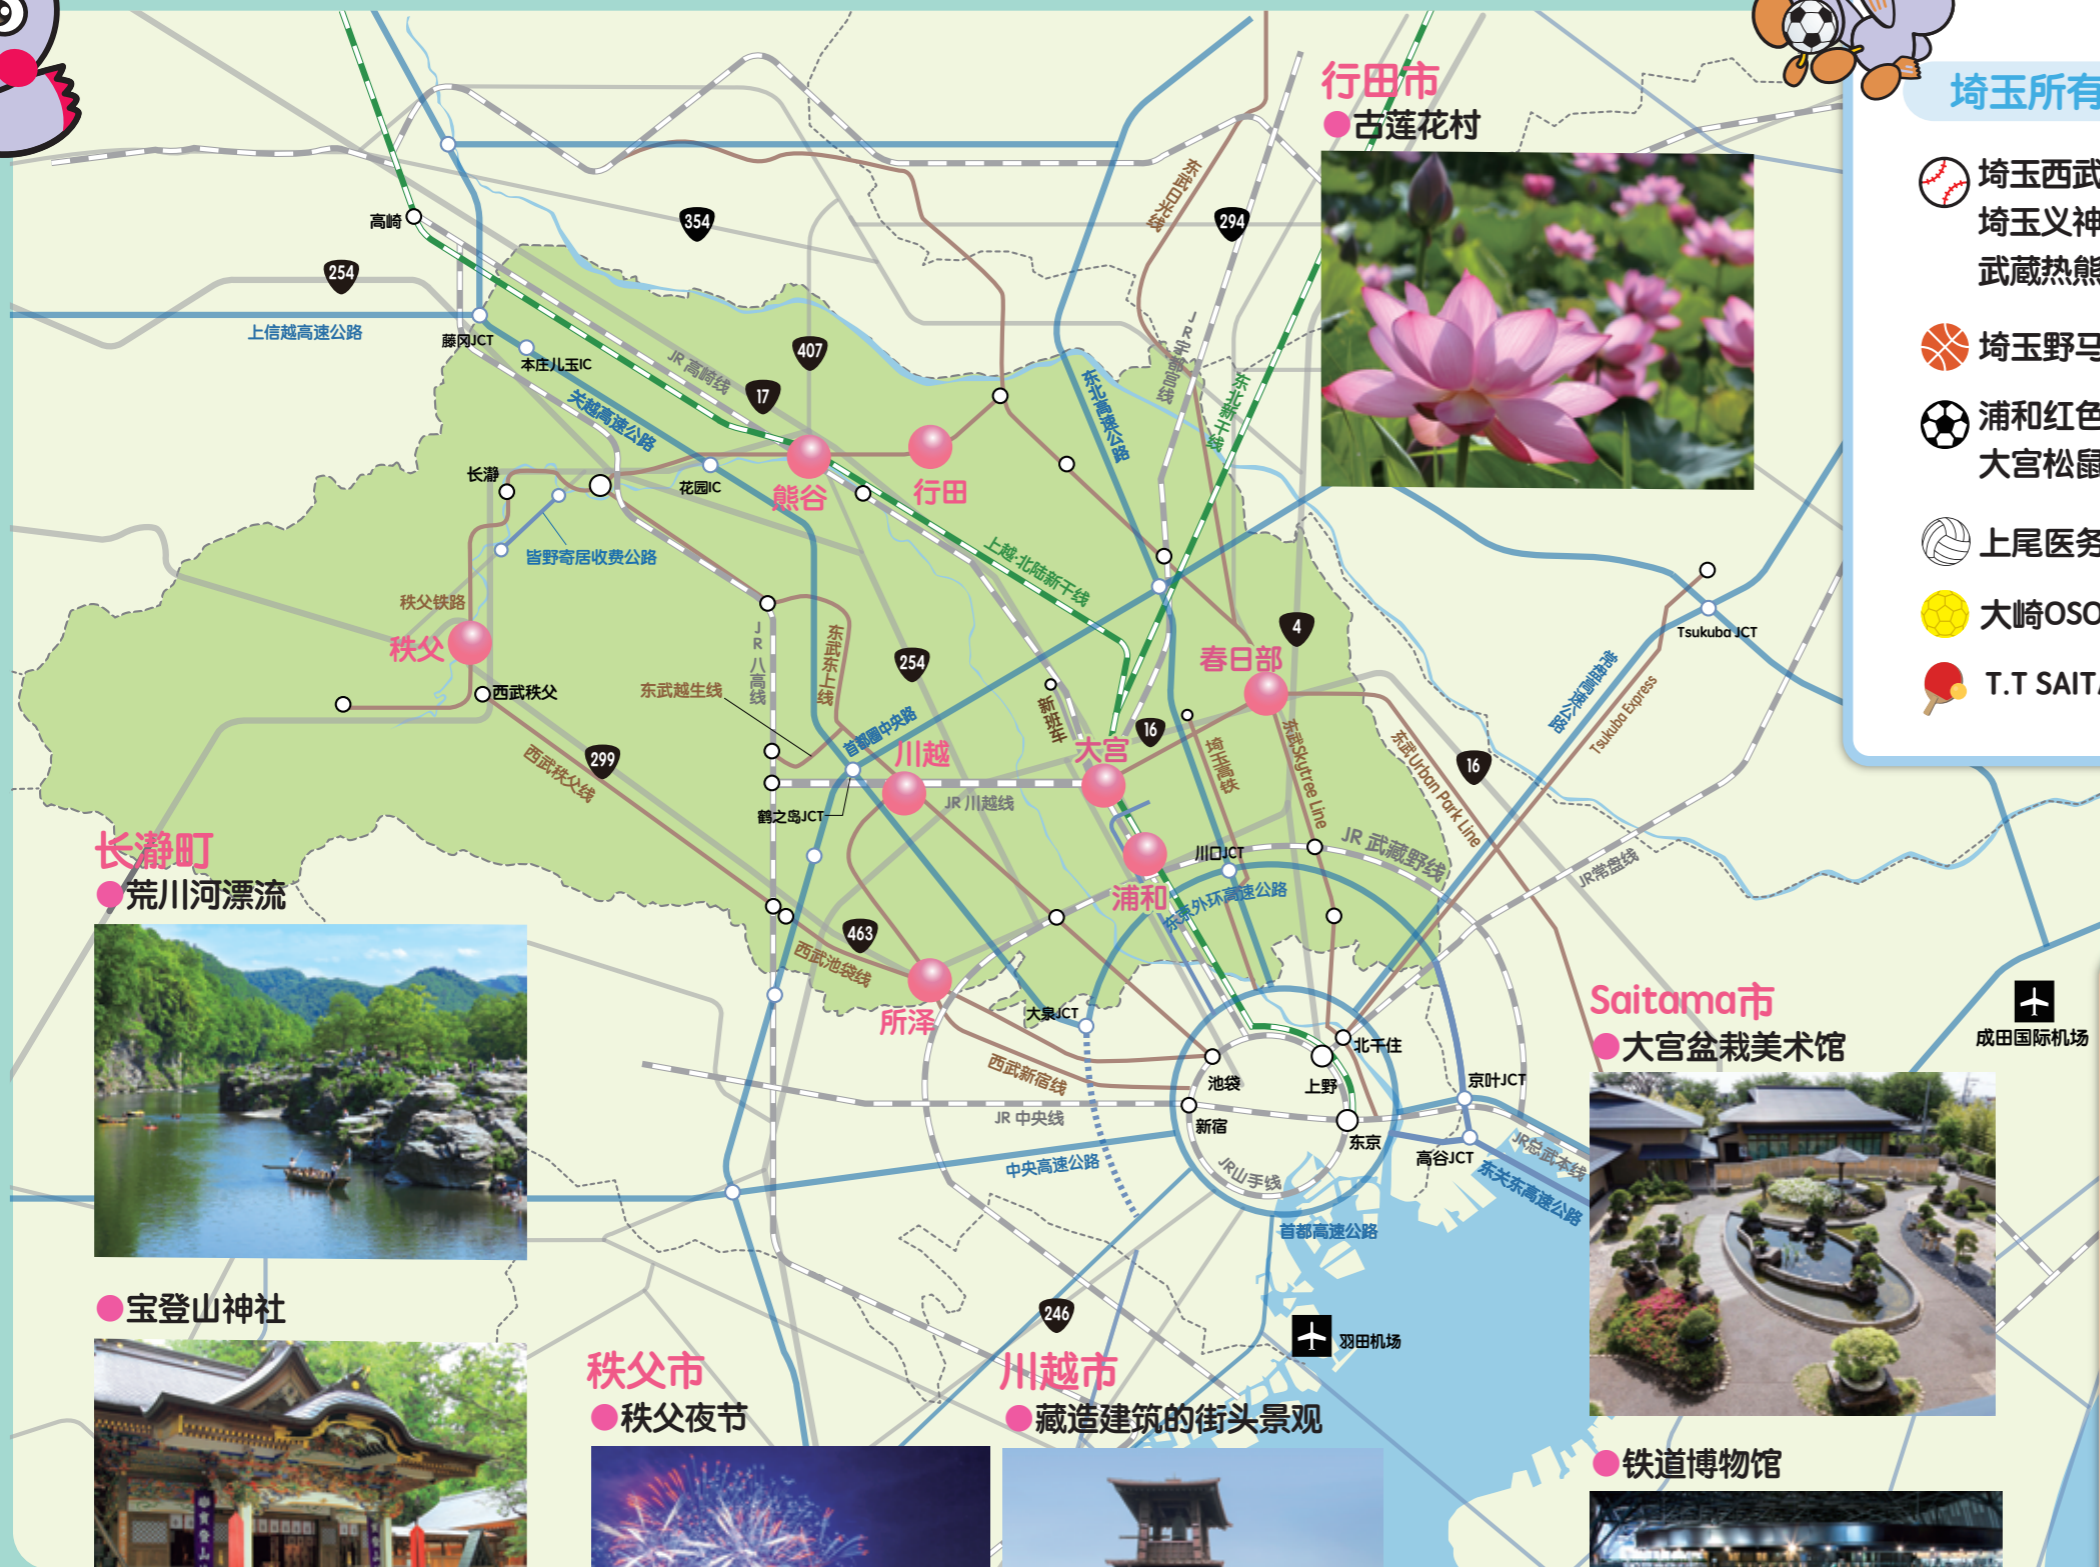 行田市
古莲花村
埼玉所有
埼玉西武
埼玉义神
武蔵热熊
埼玉野马
浦和红色
大宫松鼠
上尾医务
大崎OSO
T.T SAITA
高崎
354
294
254
东武日光线
上信越高速公路
藤冈JCT
本庄儿玉IC
JR 高崎线
407
17
JR宇都宫线
东北高速公路
东北新干线
关越高速公路
长瀞
花园IC
熊谷
行田
皆野寄居收费公路
上越·北陆新干线
秩父铁路
秩父
西武秩父
JR 八高线
东武东上线
254
东武越生线
春日部
4
Tsukuba JCT
常磐高速公路
Tsukuba Express
首都圈中央路
川越
新班车
大宫
16
埼玉高铁
东武Skytree Line
东武Urban Park Line
16
299
西武秩父线
JR 川越线
鹤之岛JCT
浦和
川口JCT
JR 武藏野线
JR常盘线
东京外环高速公路
463
西武池袋线
所泽
大泉JCT
长瀞町
荒川河漂流
西武新宿线
池袋
上野
北千住
JR 中央线
新宿
东京
京叶JCT
高谷JCT
JR总武本线
东关东高速公路
中央高速公路
JR山手线
首都高速公路
Saitama市
大宫盆栽美术馆
成田国际机场
宝登山神社
246
羽田机场
秩父市
秩父夜节
川越市
藏造建筑的街头景观
铁道博物馆
寳登山